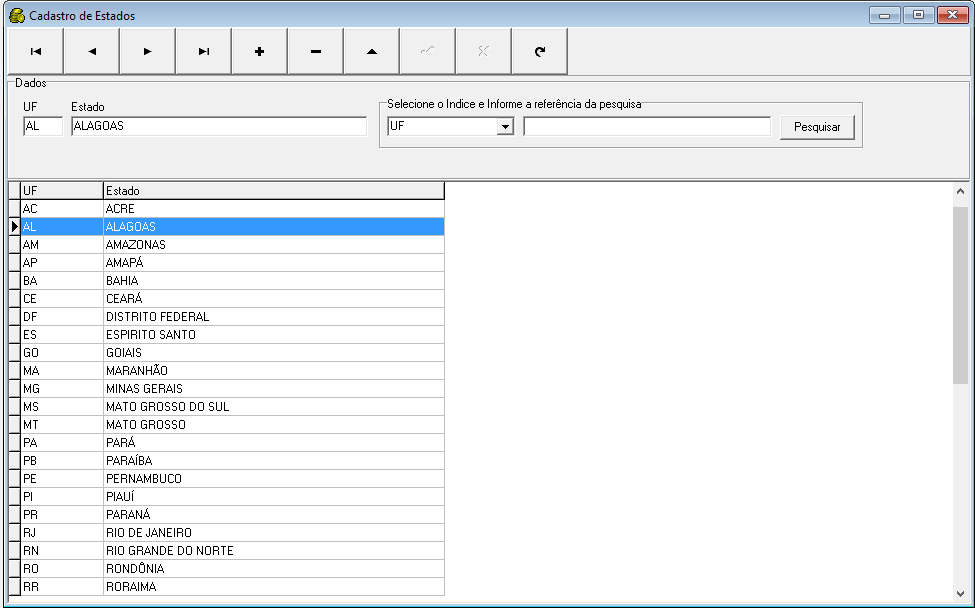 Cadastro de Estados
Dados
UF Estado
Selecione o Indice e Informe a referência da pesquisa
AL ALAGOAS UF Pesquisar
UF Estado
AC ACRE
AL ALAGOAS
AM AMAZONAS
AP AMAPÁ
BA BAHIA
CE CEARÁ
DF DISTRITO FEDERAL
ES ESPIRITO SANTO
GO GOIAIS
MA MARANHÃO
MG MINAS GERAIS
MS MATO GROSSO DO SUL
MT MATO GROSSO
PA PARÁ
PB PARAÍBA
PE PERNAMBUCO
PI PIAUÍ
PR PARANÁ
RJ RIO DE JANEIRO
RN RIO GRANDE DO NORTE
RO RONDÔNIA
RR RORAIMA